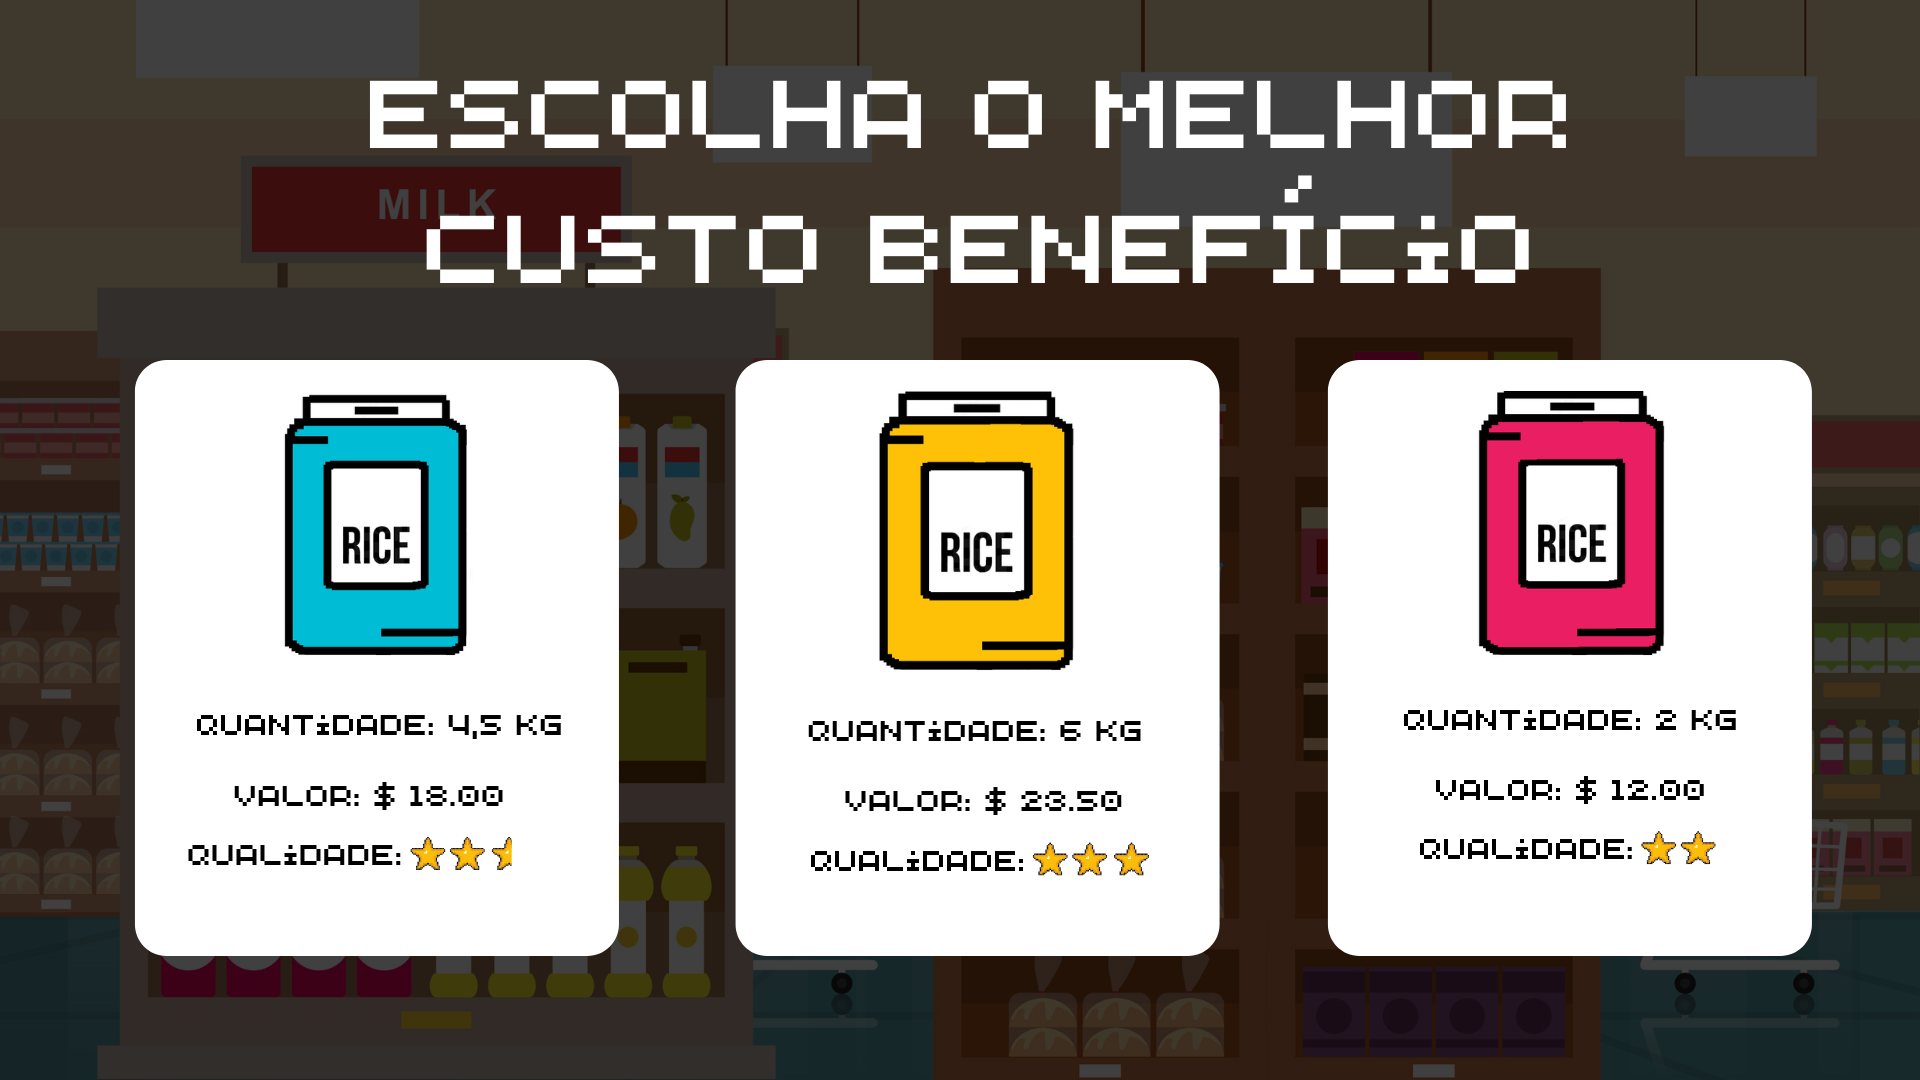 ESCOLHA O MELHOR
MILK
CUSTO BENEFÍCIO
RICE
QUANTIDADE: 4,5 KG
VALOR: $ 18.00
QUALIDADE:
RICE
QUANTIDADE: 6 KG
VALOR: $ 23.50
QUALIDADE:
RICE
QUANTIDADE: 2 KG
VALOR: $ 12.00
QUALIDADE: